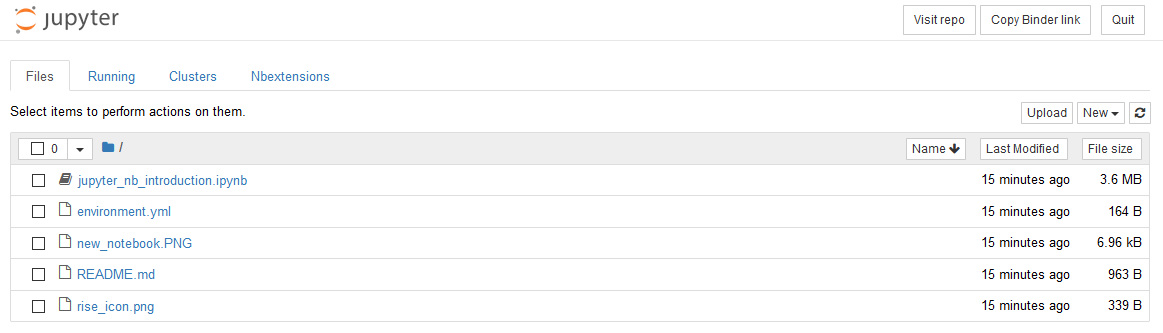 jupyter Visit repo Copy Binder link Quit
Files Running Clusters Nbextensions
Select items to perform actions on them. Upload New
0 / Name Last Modified File size
jupyter_nb_introduction.ipynb 15 minutes ago 3.6 MB
environment.yml 15 minutes ago 164 B
new_notebook.PNG 15 minutes ago 6.96 kB
README.md 15 minutes ago 963 B
rise_icon.png 15 minutes ago 339 B